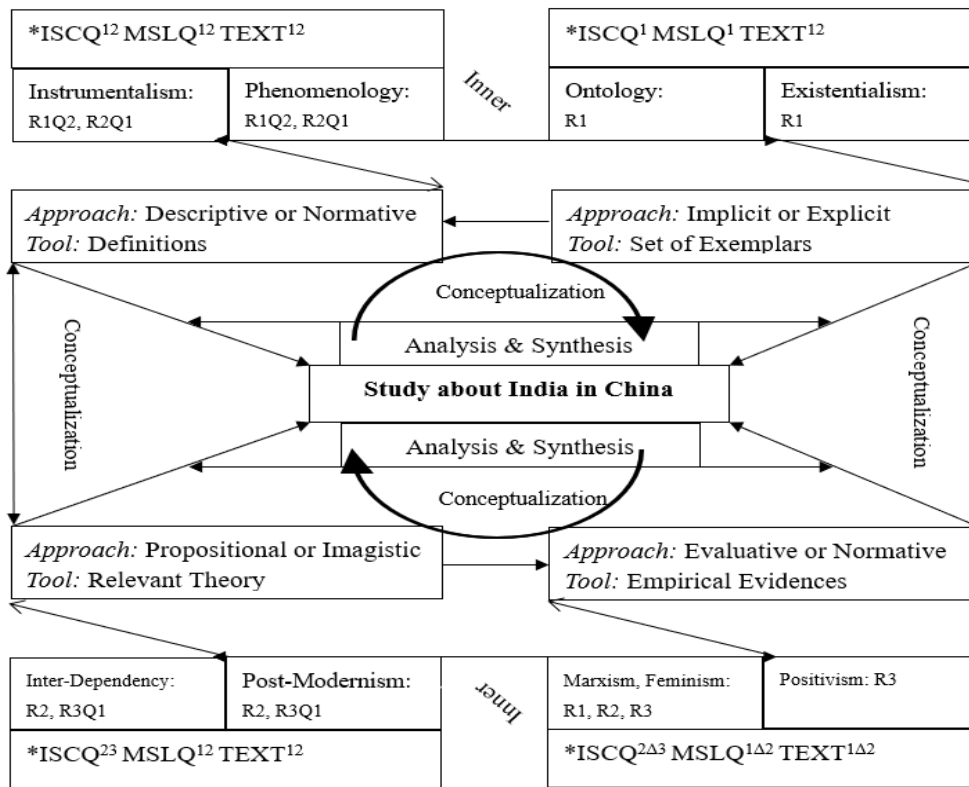 *ISCQ¹² MSLQ¹² TEXT¹²
*ISCQ¹ MSLQ¹ TEXT¹²
Instrumentalism:
R1Q2, R2Q1
Phenomenology:
R1Q2, R2Q1
Inner
Ontology:
R1
Existentialism:
R1
Approach: Descriptive or Normative
Tool: Definitions
Approach: Implicit or Explicit
Tool: Set of Exemplars
Conceptualization
Conceptualization
Analysis & Synthesis
Study about India in China
Analysis & Synthesis
Conceptualization
Conceptualization
Approach: Propositional or Imagistic
Tool: Relevant Theory
Approach: Evaluative or Normative
Tool: Empirical Evidences
Inter-Dependency:
R2, R3Q1
Post-Modernism:
R2, R3Q1
Inner
Marxism, Feminism:
R1, R2, R3
Positivism: R3
*ISCQ²³ MSLQ¹² TEXT¹²
*ISCQ²ᐞ³ MSLQ¹ᐞ² TEXT¹ᐞ²